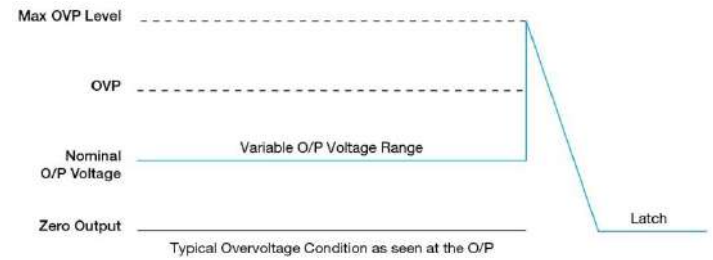 Max OVP Level
OVP
Variable O/P Voltage Range
Nominal
O/P Voltage
Zero Output
Latch
Typical Overvoltage Condition as seen at the O/P